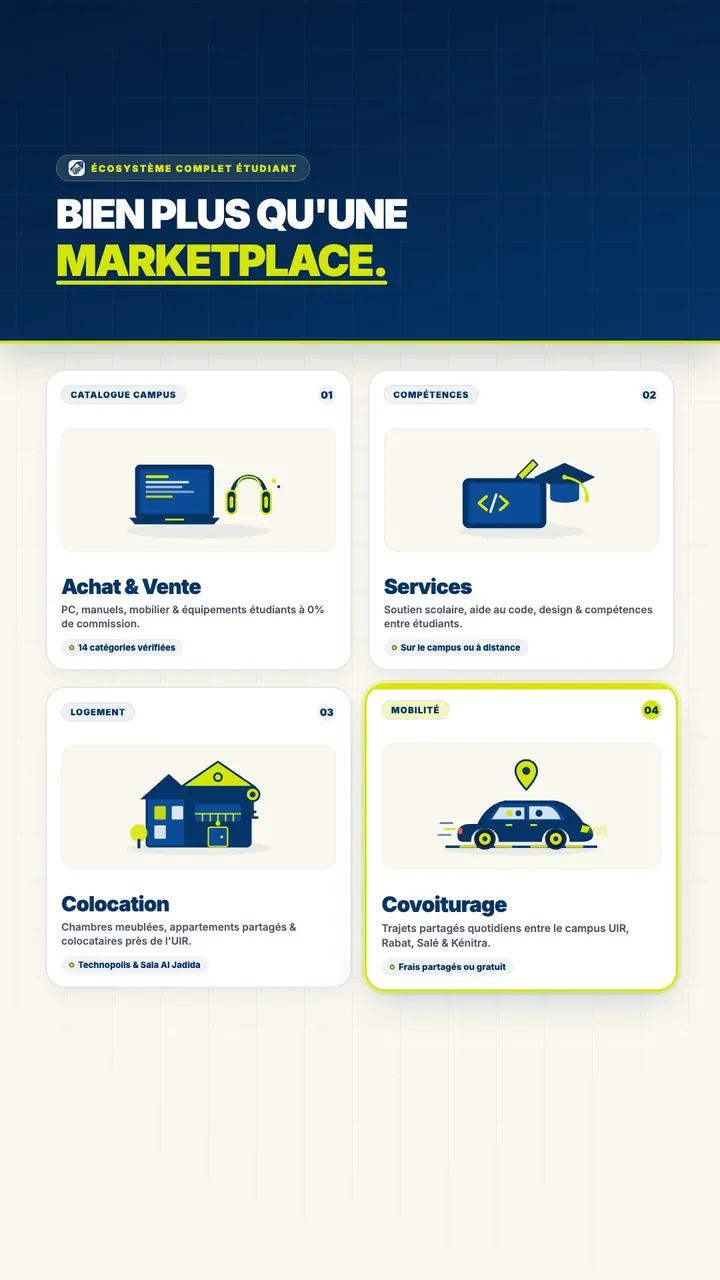 ÉCOSYSTÈME COMPLET ÉTUDIANT
BIEN PLUS QU'UNE
MARKETPLACE.
CATALOGUE CAMPUS
01
Achat & Vente
PC, manuels, mobilier & équipements étudiants à 0%
de commission.
14 catégories vérifiées
COMPÉTENCES
02
</>
Services
Soutien scolaire, aide au code, design & compétences
entre étudiants.
Sur le campus ou à distance
LOGEMENT
03
Colocation
Chambres meublées, appartements partagés &
colocataires près de l'UIR.
Technopolis & Sala Al Jadida
MOBILITÉ
04
Covoiturage
Trajets partagés quotidiens entre le campus UIR,
Rabat, Salé & Kénitra.
Frais partagés ou gratuit